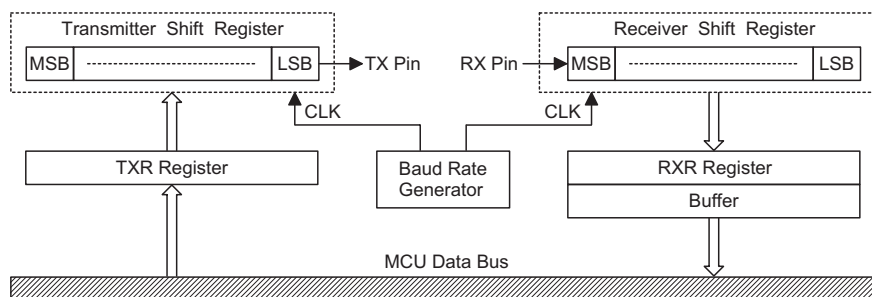 Transmitter Shift Register
MSB
LSB
TX Pin
CLK
TXR Register
Baud Rate
Generator
Receiver Shift Register
RX Pin
MSB
LSB
CLK
RXR Register
Buffer
MCU Data Bus